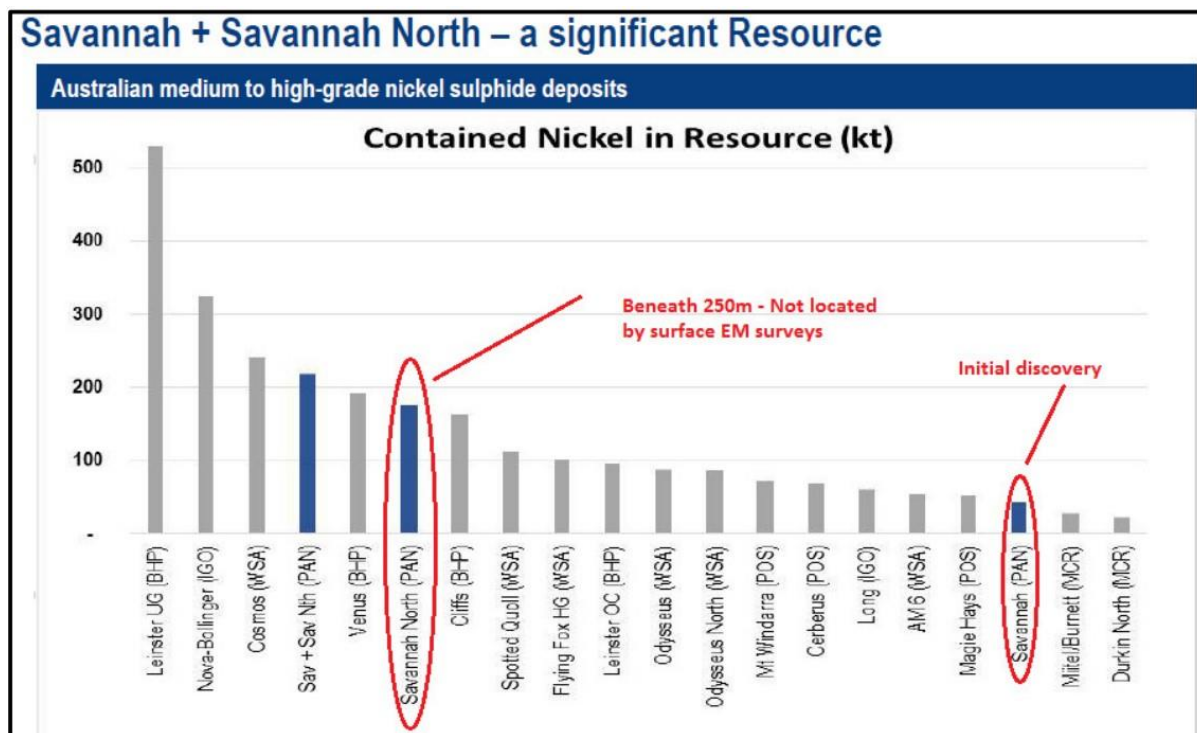 Savannah + Savannah North – a significant Resource
Australian medium to high-grade nickel sulphide deposits
Contained Nickel in Resource (kt)
500
400
300
200
100
-
Beneath 250m - Not located
by surface EM surveys
Initial discovery
Leinster UG (BHP)
Nova-Bollinger (IGO)
Cosmos (WSA)
Sav + Sav Nth (PAN)
Venus (BHP)
Savannah North (PAN)
Cliffs (BHP)
Spotted Quoll (WSA)
Flying Fox HG (WSA)
Leinster OC (BHP)
Odysseus (WSA)
Odysseus North (WSA)
Mt Windarra (POS)
Cerberus (POS)
Long (IGO)
AM 6 (WSA)
Magie Hays (POS)
Savannah (PAN)
Miitel/Burnett (MCR)
Durkin North (MCR)